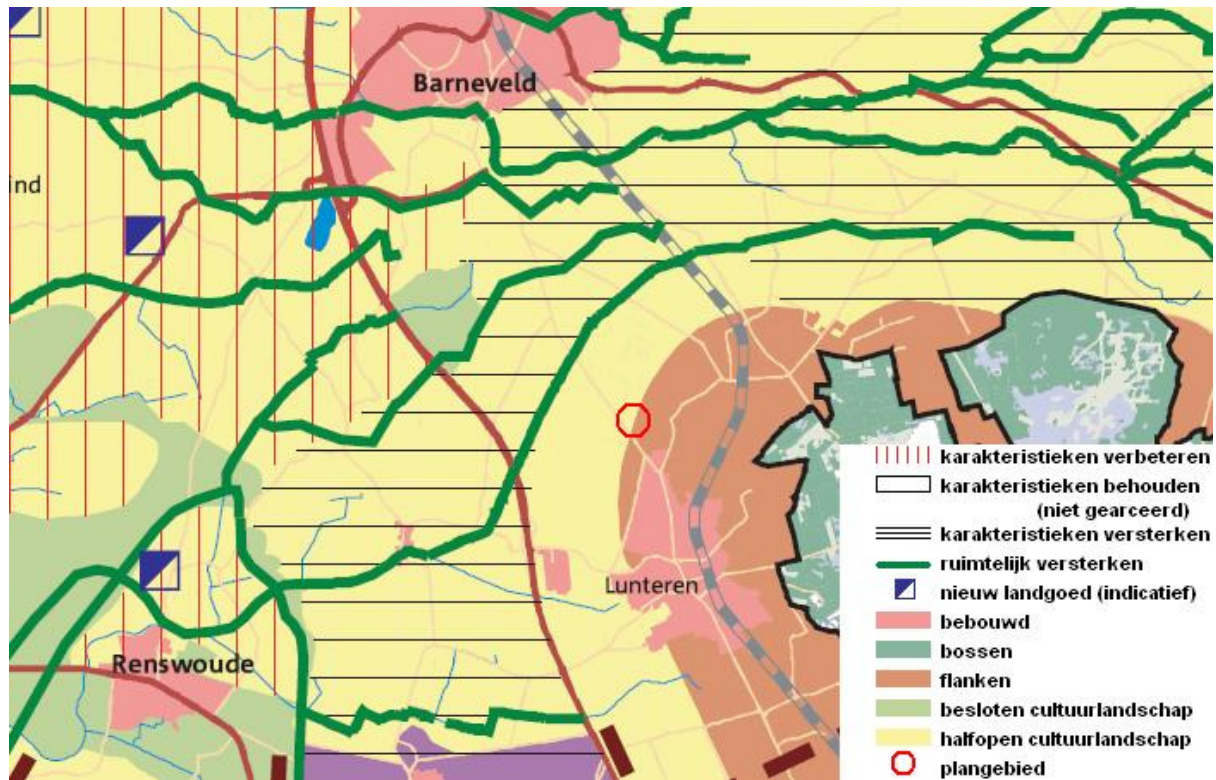 Barneveld
ind
Lunteren
Renswoude
karakteristieken verbeteren
karakteristieken behouden
(niet gearceerd)
karakteristieken versterken
ruimtelijk versterken
nieuw landgoed (indicatief)
bebouwd
bossen
flanken
besloten cultuurlandschap
halfopen cultuurlandschap
plangebied